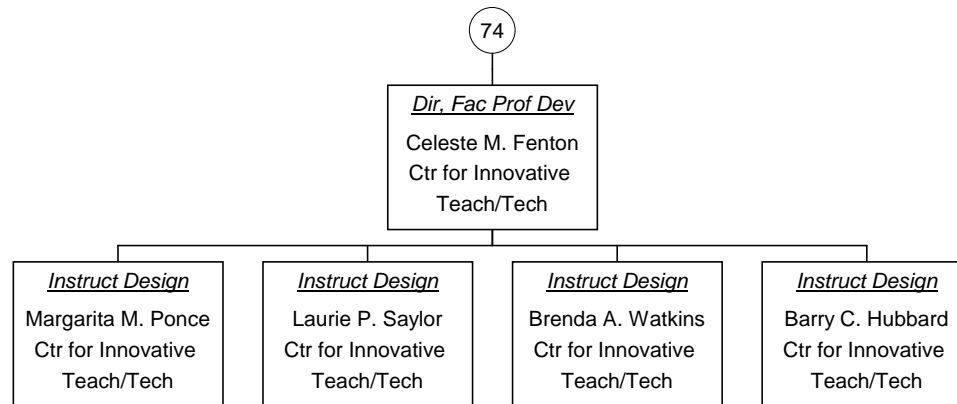 74
Dir, Fac Prof Dev
Celeste M. Fenton
Ctr for Innovative
Teach/Tech
Instruct Design
Margarita M. Ponce
Ctr for Innovative
Teach/Tech
Instruct Design
Laurie P. Saylor
Ctr for Innovative
Teach/Tech
Instruct Design
Brenda A. Watkins
Ctr for Innovative
Teach/Tech
Instruct Design
Barry C. Hubbard
Ctr for Innovative
Teach/Tech